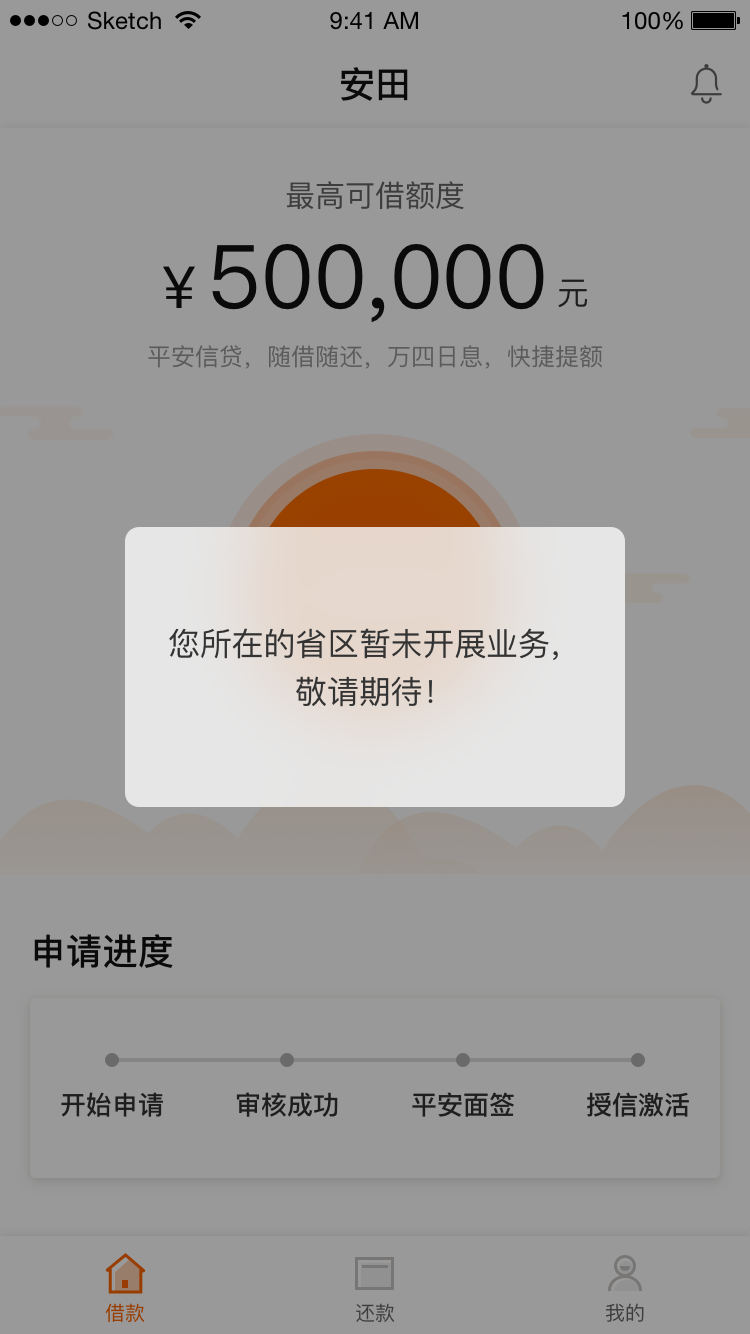 Sketch 9:41 AM 100%
安田
最高可借额度
¥500,000元
平安信贷，随借随还，万四日息，快捷提额
您所在的省区暂未开展业务，
敬请期待！
申请进度
开始申请 审核成功 平安面签 授信激活
借款 还款 我的